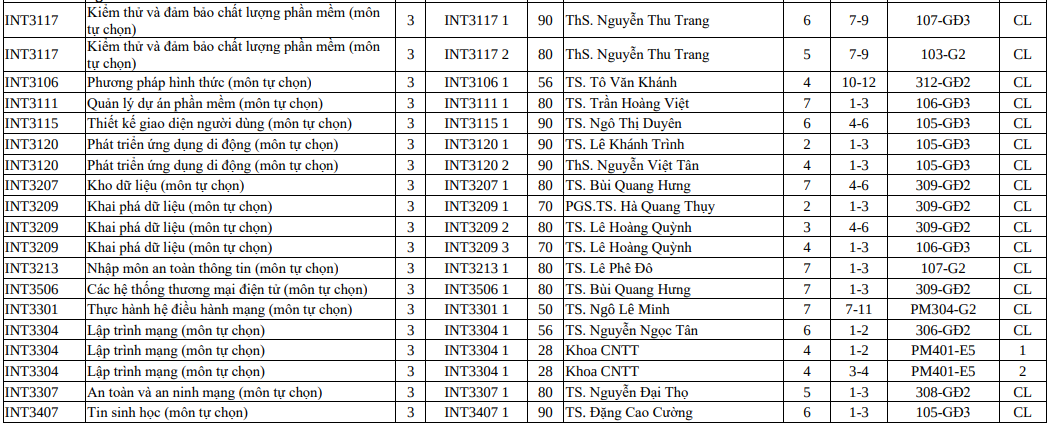 INT3117 Kiểm thử và đảm bảo chất lượng phần mềm (môn tự chọn) 3 INT3117 1 90 ThS. Nguyễn Thu Trang 6 7-9 107-GĐ3 CL
INT3117 Kiểm thử và đảm bảo chất lượng phần mềm (môn tự chọn) 3 INT3117 2 80 ThS. Nguyễn Thu Trang 5 7-9 103-G2 CL
INT3106 Phương pháp hình thức (môn tự chọn) 3 INT3106 1 56 TS. Tô Văn Khánh 4 10-12 312-GĐ2 CL
INT3111 Quản lý dự án phần mềm (môn tự chọn) 3 INT3111 1 80 TS. Trần Hoàng Việt 7 1-3 106-GĐ3 CL
INT3115 Thiết kế giao diện người dùng (môn tự chọn) 3 INT3115 1 90 TS. Ngô Thị Duyên 6 4-6 105-GĐ3 CL
INT3120 Phát triển ứng dụng di động (môn tự chọn) 3 INT3120 1 90 TS. Lê Khánh Trình 2 1-3 105-GĐ3 CL
INT3120 Phát triển ứng dụng di động (môn tự chọn) 3 INT3120 2 90 ThS. Nguyễn Việt Tân 4 1-3 105-GĐ3 CL
INT3207 Kho dữ liệu (môn tự chọn) 3 INT3207 1 80 TS. Bùi Quang Hưng 7 4-6 309-GĐ2 CL
INT3209 Khai phá dữ liệu (môn tự chọn) 3 INT3209 1 70 PGS.TS. Hà Quang Thụy 2 1-3 309-GĐ2 CL
INT3209 Khai phá dữ liệu (môn tự chọn) 3 INT3209 2 80 TS. Lê Hoàng Quỳnh 3 4-6 309-GĐ2 CL
INT3209 Khai phá dữ liệu (môn tự chọn) 3 INT3209 3 70 TS. Lê Hoàng Quỳnh 4 1-3 106-GĐ3 CL
INT3213 Nhập môn an toàn thông tin (môn tự chọn) 3 INT3213 1 80 TS. Lê Phê Đô 7 1-3 107-G2 CL
INT3506 Các hệ thống thương mại điện tử (môn tự chọn) 3 INT3506 1 80 TS. Bùi Quang Hưng 7 1-3 309-GĐ2 CL
INT3301 Thực hành hệ điều hành mạng (môn tự chọn) 3 INT3301 1 50 TS. Ngô Lê Minh 7 7-11 PM304-G2 CL
INT3304 Lập trình mạng (môn tự chọn) 3 INT3304 1 56 TS. Nguyễn Ngọc Tân 6 1-2 306-GĐ2 CL
INT3304 Lập trình mạng (môn tự chọn) 3 INT3304 1 28 Khoa CNTT 4 1-2 PM401-E5 1
INT3304 Lập trình mạng (môn tự chọn) 3 INT3304 1 28 Khoa CNTT 4 3-4 PM401-E5 2
INT3307 An toàn và an ninh mạng (môn tự chọn) 3 INT3307 1 80 TS. Nguyễn Đại Thọ 5 1-3 308-GĐ2 CL
INT3407 Tin sinh học (môn tự chọn) 3 INT3407 1 90 TS. Đặng Cao Cường 6 1-3 105-GĐ3 CL